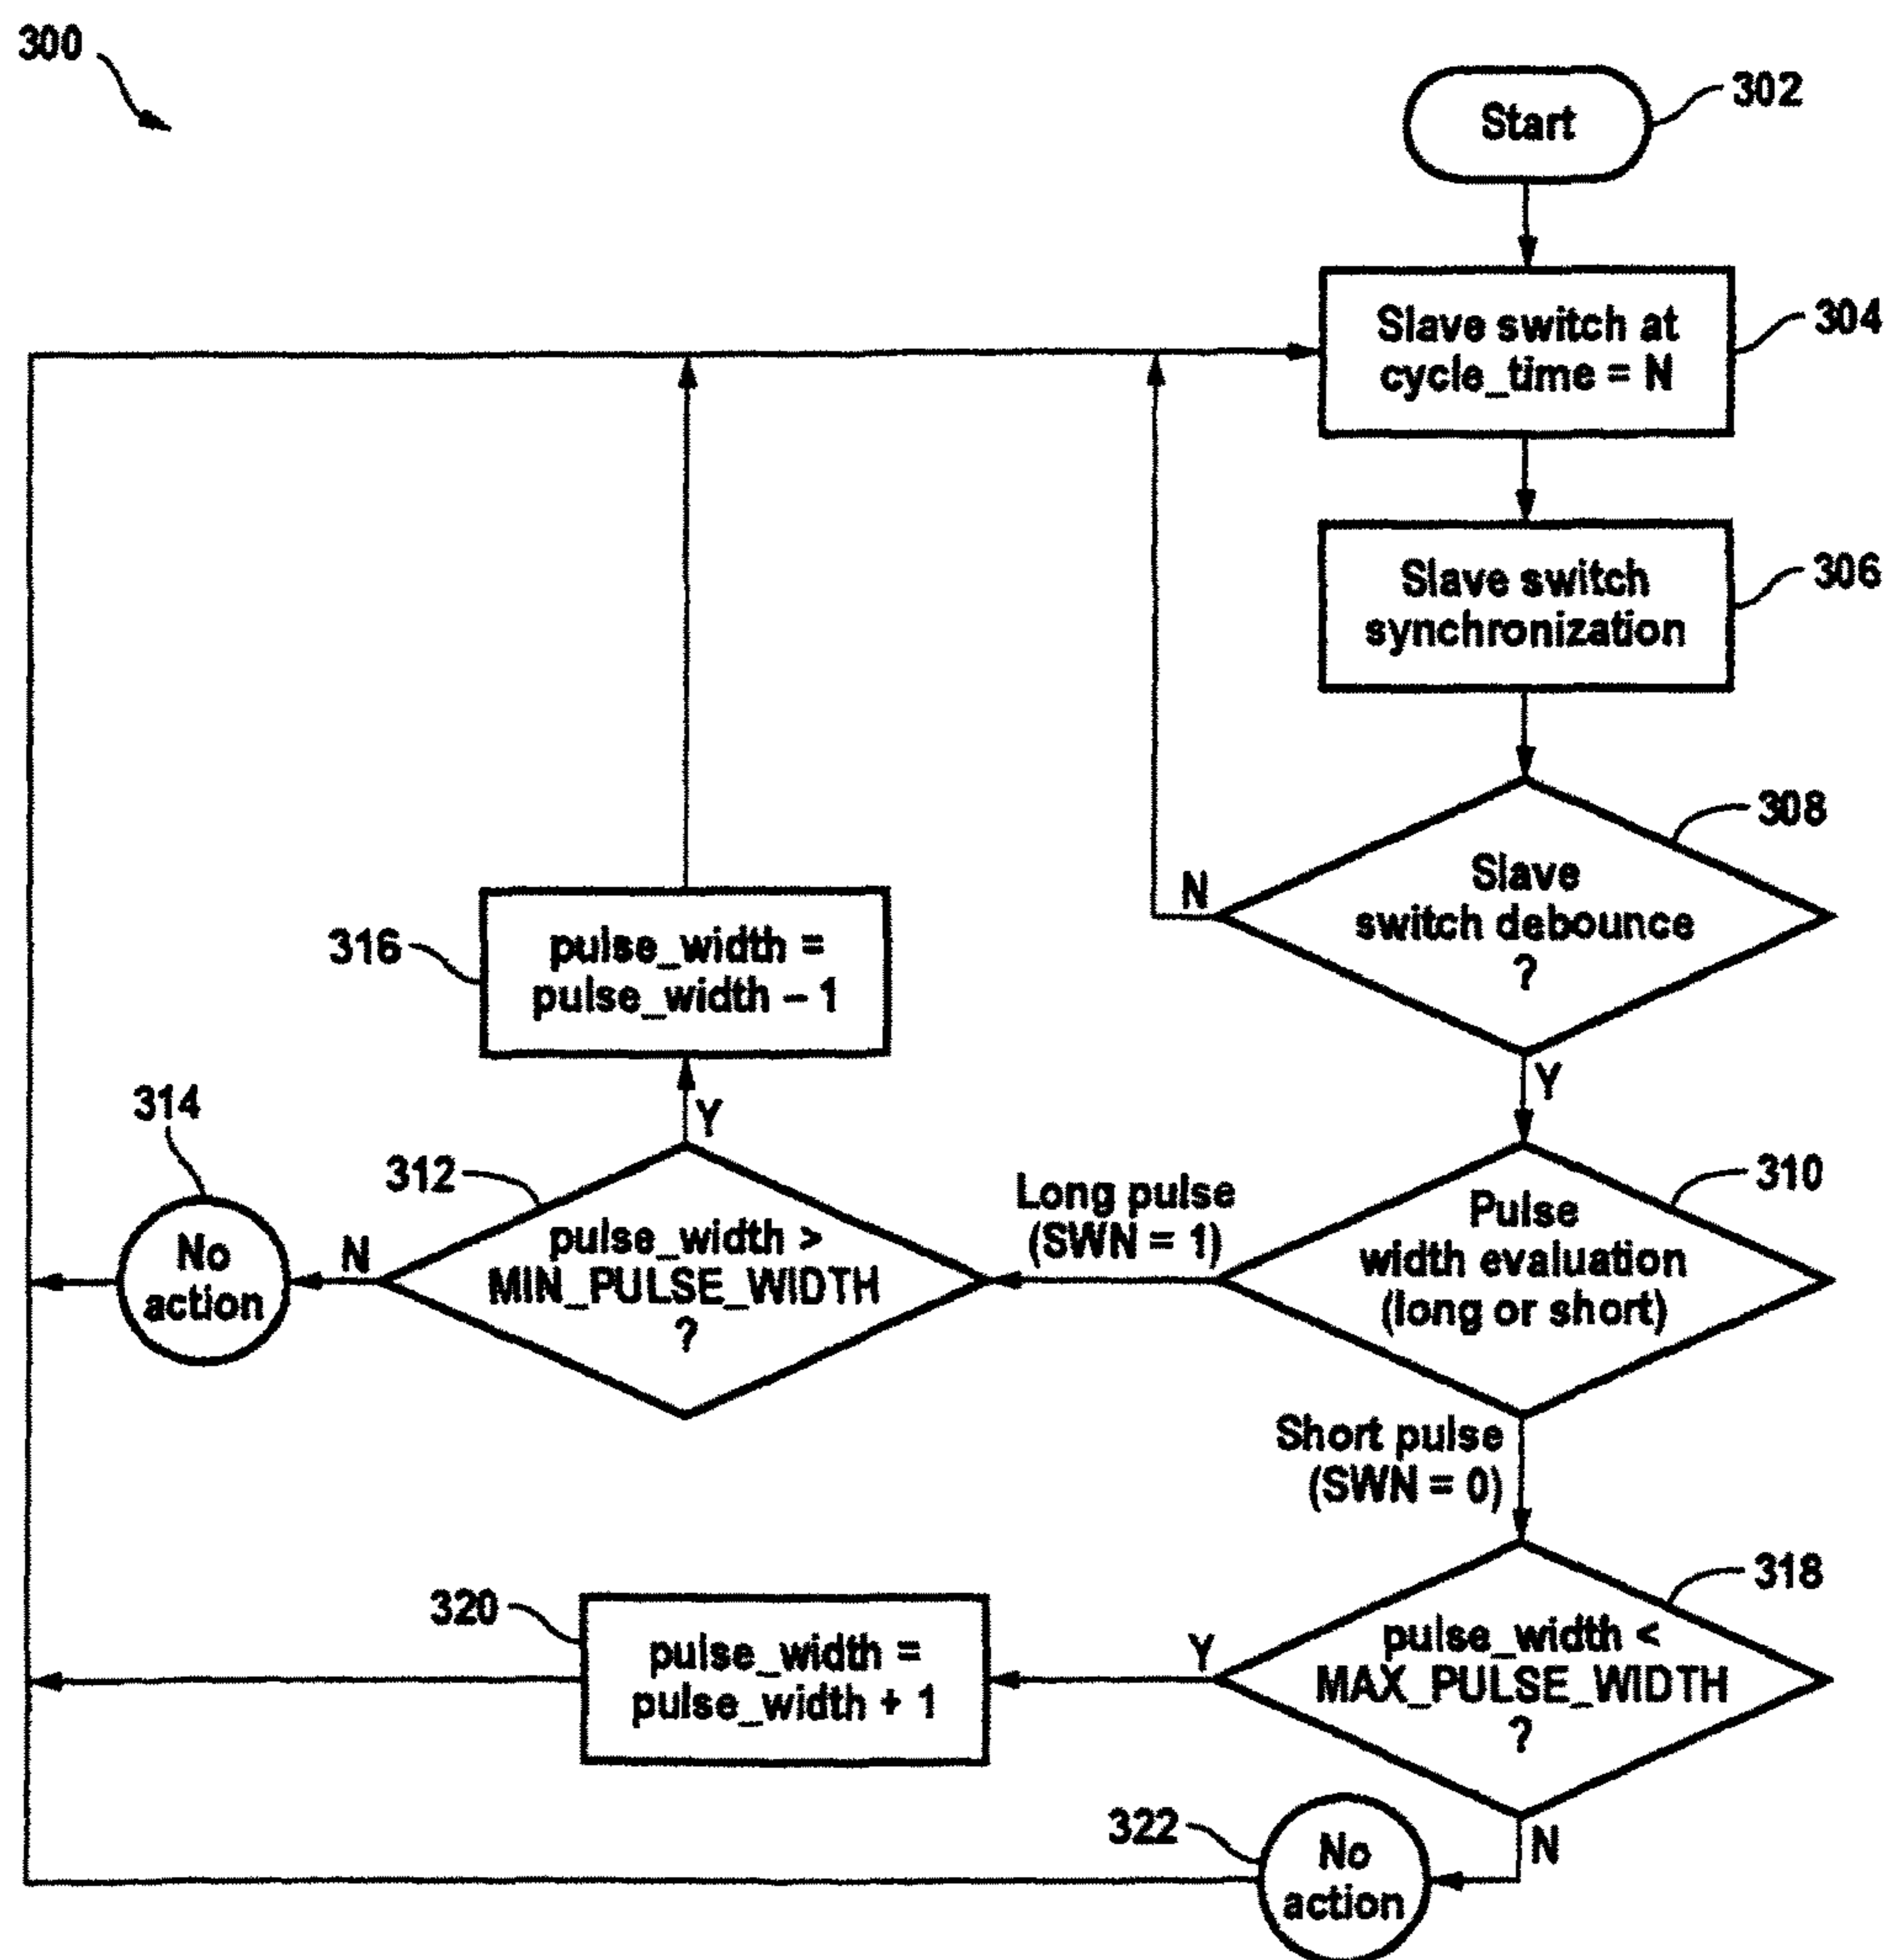 300
302
Start
304
Slave switch at
cycle_time = N
306
Slave switch
synchronization
308
Slave
switch debounce
?
N
Y
316
pulse_width =
pulse_width – 1
314
No
action
N
312
Y
pulse_width >
MIN_PULSE_WIDTH
?
Long pulse
(SWN = 1)
310
Pulse
width evaluation
(long or short)
Short pulse
(SWN = 0)
318
pulse_width <
MAX_PULSE_WIDTH
?
Y
N
320
pulse_width =
pulse_width + 1
322
No
action